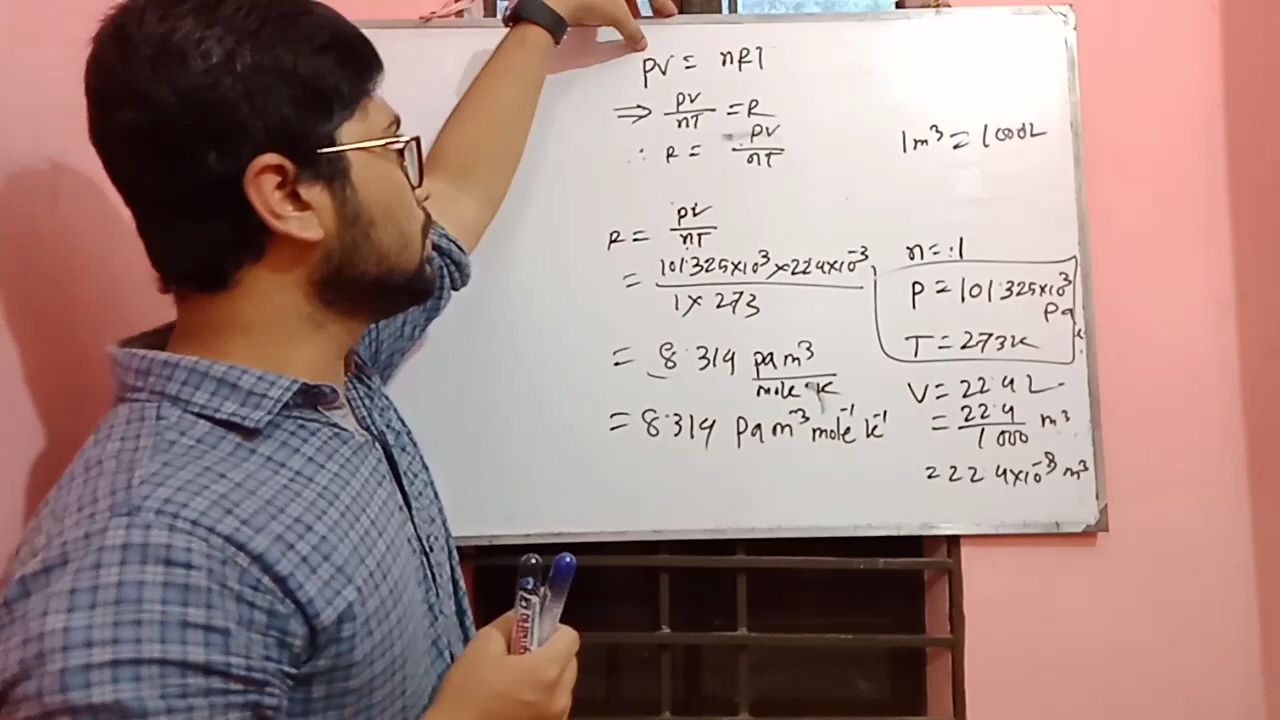 PV = nRT
⇒ PV/nT = R
∴ R = PV/nT
1m³ = 1000L
R = PV/nT
= 101.325×10³ × 22.4×10⁻³ / 1 × 273
= 8.314 pa m³ / mole K
= 8.314 pa m⁻³ mole⁻¹ K⁻¹
n = 1
P = 101.325×10³ Pa
T = 273K
V = 22.4 L
= 22.4/1000 m³
= 22.4×10⁻³ m³